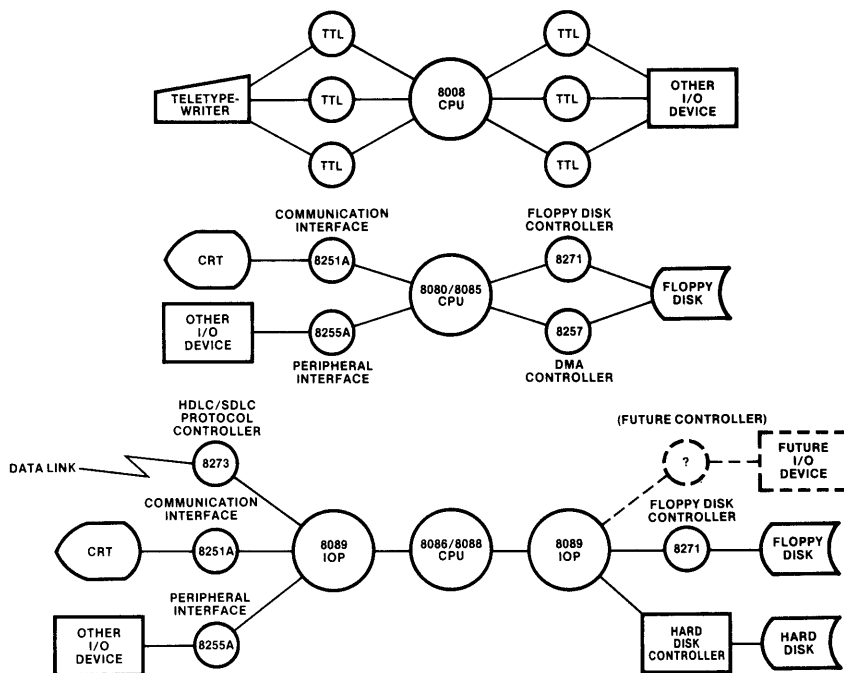 TTL
TTL
TELETYPE-
WRITER
TTL
8008
CPU
TTL
OTHER
I/O
DEVICE
TTL
TTL
COMMUNICATION
INTERFACE
FLOPPY DISK
CONTROLLER
CRT
8251A
8271
8080/8085
CPU
FLOPPY
DISK
OTHER
I/O
DEVICE
8255A
8257
PERIPHERAL
INTERFACE
DMA
CONTROLLER
HDLC/SDLC
PROTOCOL
CONTROLLER
(FUTURE CONTROLLER)
DATA LINK
8273
?
FUTURE
I/O
DEVICE
COMMUNICATION
INTERFACE
FLOPPY DISK
CONTROLLER
CRT
8251A
8089
IOP
8086/8088
CPU
8089
IOP
8271
FLOPPY
DISK
PERIPHERAL
INTERFACE
OTHER
I/O
DEVICE
8255A
HARD
DISK
CONTROLLER
HARD
DISK